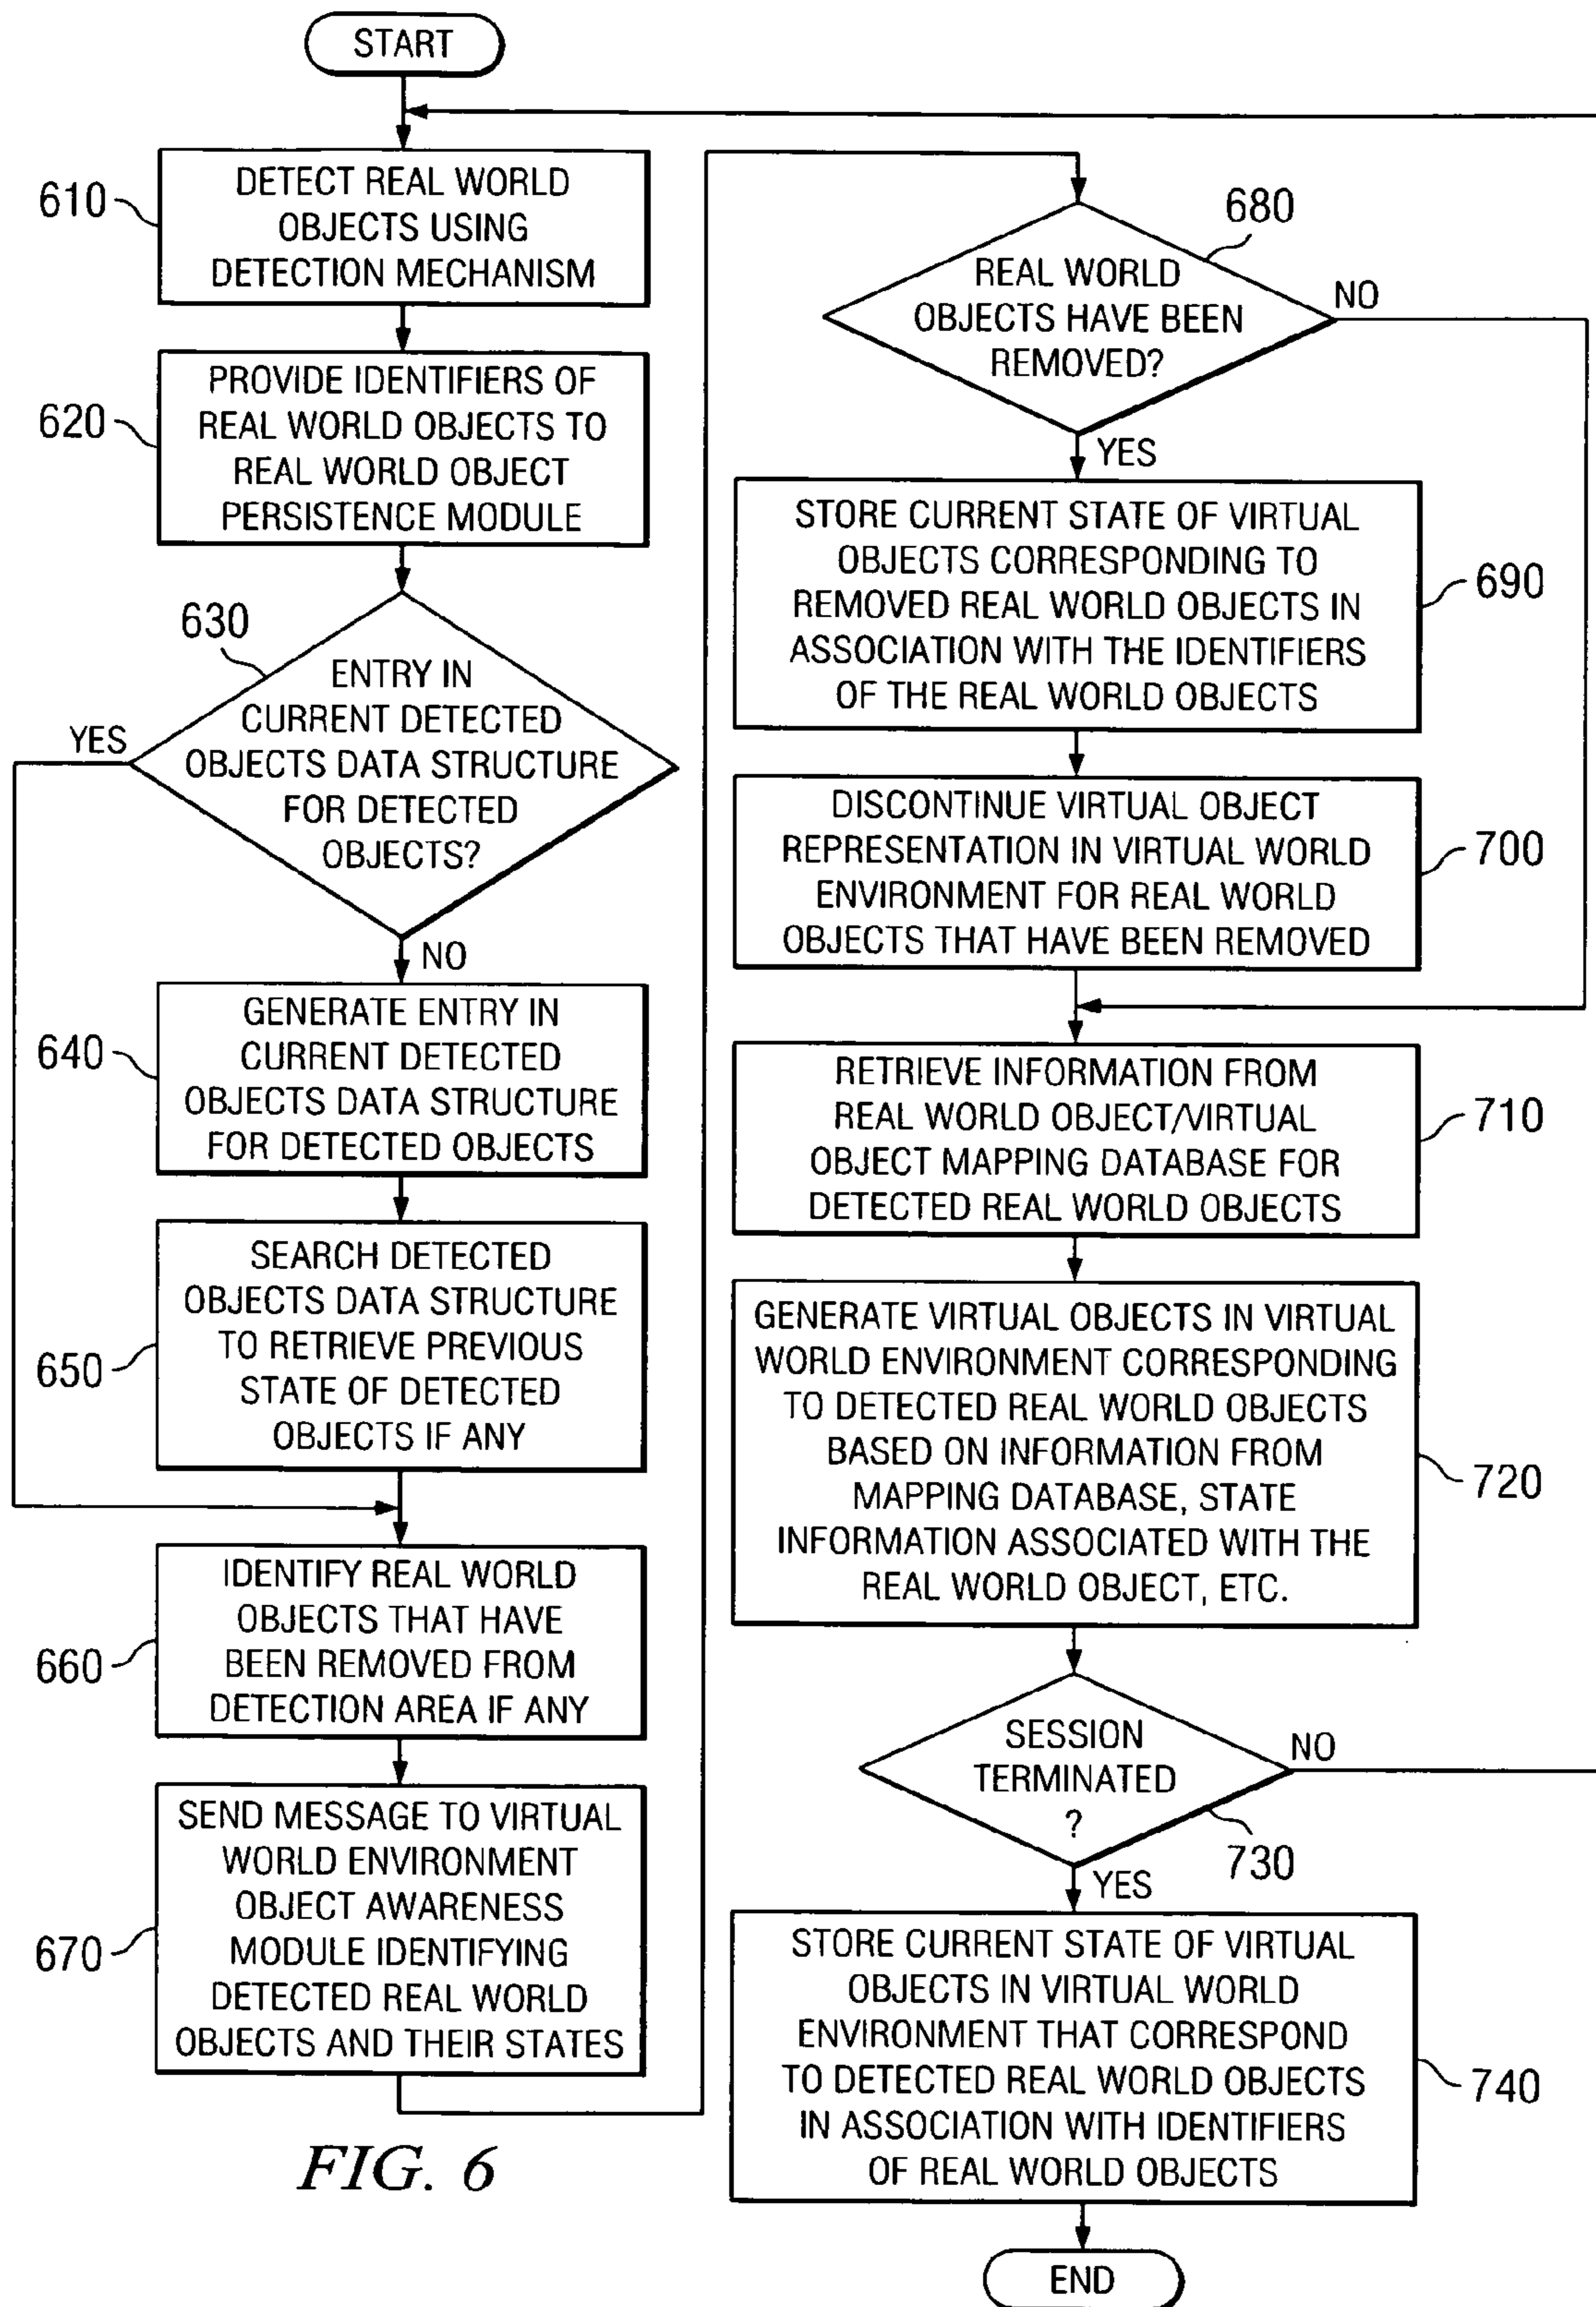 START
610
DETECT REAL WORLD
OBJECTS USING
DETECTION MECHANISM
620
PROVIDE IDENTIFIERS OF
REAL WORLD OBJECTS TO
REAL WORLD OBJECT
PERSISTENCE MODULE
630
ENTRY IN
CURRENT DETECTED
OBJECTS DATA STRUCTURE
FOR DETECTED
OBJECTS?
YES
NO
640
GENERATE ENTRY IN
CURRENT DETECTED
OBJECTS DATA STRUCTURE
FOR DETECTED OBJECTS
650
SEARCH DETECTED
OBJECTS DATA STRUCTURE
TO RETRIEVE PREVIOUS
STATE OF DETECTED
OBJECTS IF ANY
660
IDENTIFY REAL WORLD
OBJECTS THAT HAVE
BEEN REMOVED FROM
DETECTION AREA IF ANY
670
SEND MESSAGE TO VIRTUAL
WORLD ENVIRONMENT
OBJECT AWARENESS
MODULE IDENTIFYING
DETECTED REAL WORLD
OBJECTS AND THEIR STATES
FIG. 6
680
REAL WORLD
OBJECTS HAVE BEEN
REMOVED?
NO
YES
STORE CURRENT STATE OF VIRTUAL
OBJECTS CORRESPONDING TO
REMOVED REAL WORLD OBJECTS IN
ASSOCIATION WITH THE IDENTIFIERS
OF THE REAL WORLD OBJECTS
690
DISCONTINUE VIRTUAL OBJECT
REPRESENTATION IN VIRTUAL WORLD
ENVIRONMENT FOR REAL WORLD
OBJECTS THAT HAVE BEEN REMOVED
700
RETRIEVE INFORMATION FROM
REAL WORLD OBJECT/VIRTUAL
OBJECT MAPPING DATABASE FOR
DETECTED REAL WORLD OBJECTS
710
GENERATE VIRTUAL OBJECTS IN VIRTUAL
WORLD ENVIRONMENT CORRESPONDING
TO DETECTED REAL WORLD OBJECTS
BASED ON INFORMATION FROM
MAPPING DATABASE, STATE
INFORMATION ASSOCIATED WITH THE
REAL WORLD OBJECT, ETC.
720
SESSION
TERMINATED
?
NO
730
YES
STORE CURRENT STATE OF VIRTUAL
OBJECTS IN VIRTUAL WORLD
ENVIRONMENT THAT CORRESPOND
TO DETECTED REAL WORLD OBJECTS
IN ASSOCIATION WITH IDENTIFIERS
OF REAL WORLD OBJECTS
740
END